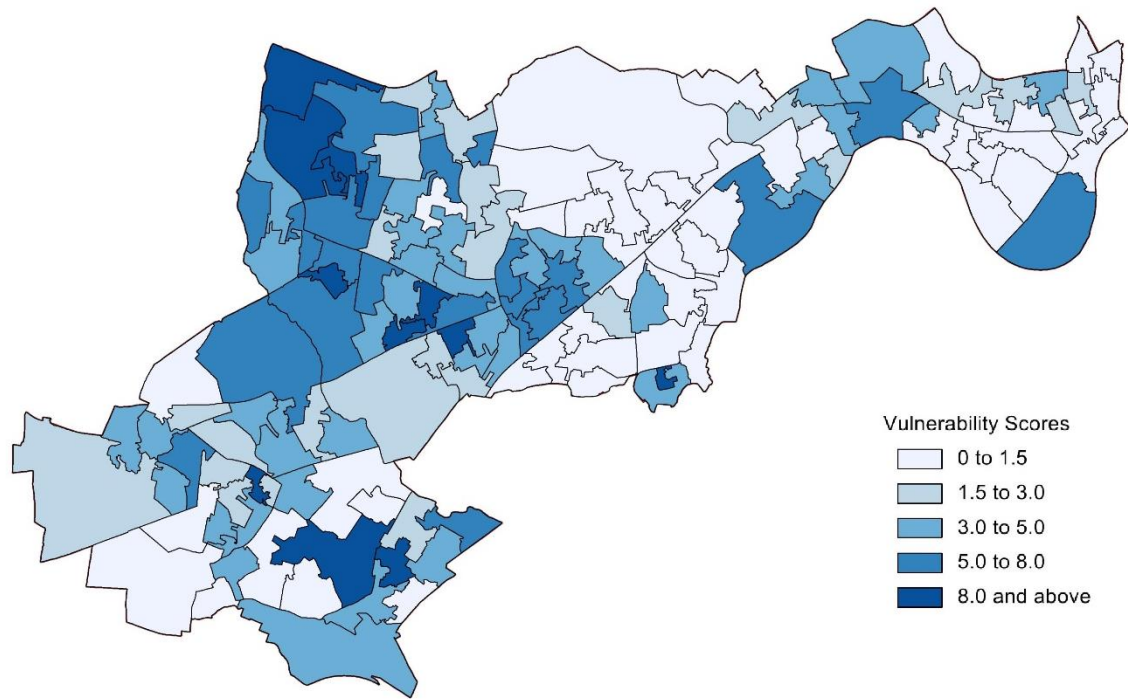 Vulnerability Scores
0 to 1.5
1.5 to 3.0
3.0 to 5.0
5.0 to 8.0
8.0 and above